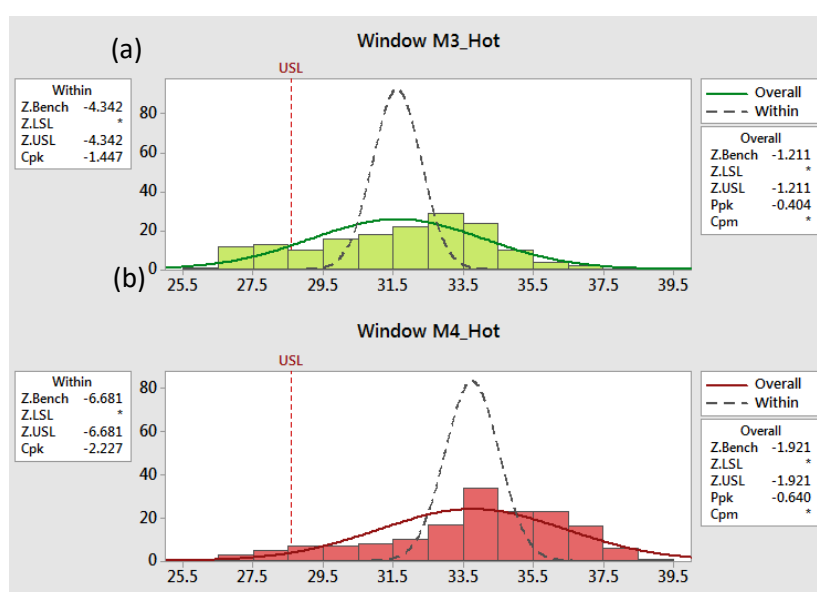 (a)
Window M3_Hot
USL
Within
Z.Bench -4.342
Z.LSL *
Z.USL -4.342
Cpk -1.447
80
60
40
20
0
25.5 27.5 29.5 31.5 33.5 35.5 37.5 39.5
Overall
Within
Overall
Z.Bench -1.211
Z.LSL *
Z.USL -1.211
Ppk -0.404
Cpm *
(b)
Window M4_Hot
USL
Within
Z.Bench -6.681
Z.LSL *
Z.USL -6.681
Cpk -2.227
80
60
40
20
0
25.5 27.5 29.5 31.5 33.5 35.5 37.5 39.5
Overall
Within
Overall
Z.Bench -1.921
Z.LSL *
Z.USL -1.921
Ppk -0.640
Cpm *